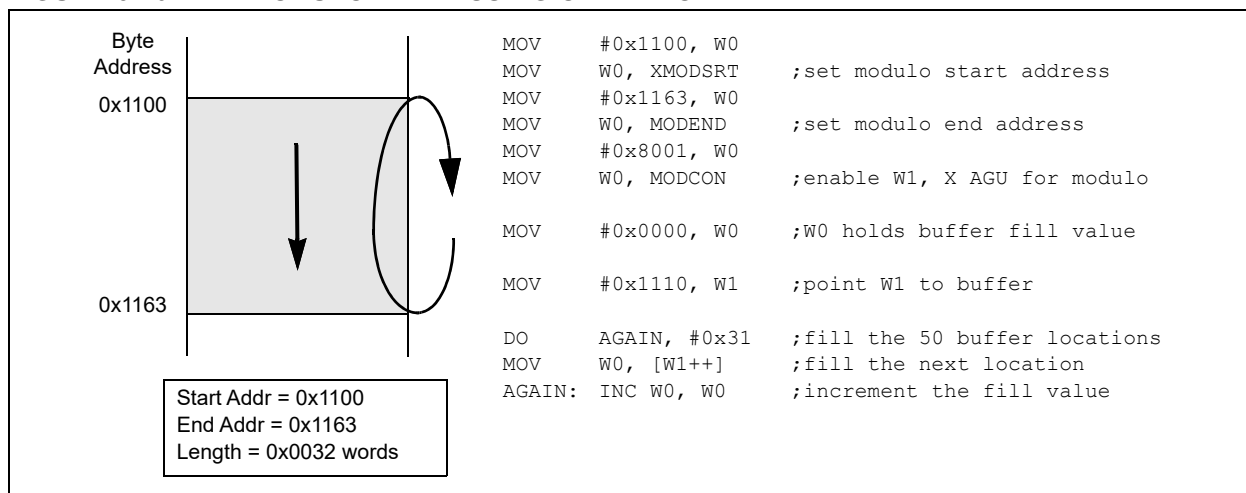 Byte
Address
0x1100
0x1163
Start Addr = 0x1100
End Addr = 0x1163
Length = 0x0032 words
MOV #0x1100, W0
MOV W0, XMODSRT ;set modulo start address
MOV #0x1163, W0
MOV W0, MODEND ;set modulo end address
MOV #0x8001, W0
MOV W0, MODCON ;enable W1, X AGU for modulo
MOV #0x0000, W0 ;W0 holds buffer fill value
MOV #0x1110, W1 ;point W1 to buffer
DO AGAIN, #0x31 ;fill the 50 buffer locations
MOV W0, [W1++] ;fill the next location
AGAIN: INC W0, W0 ;increment the fill value